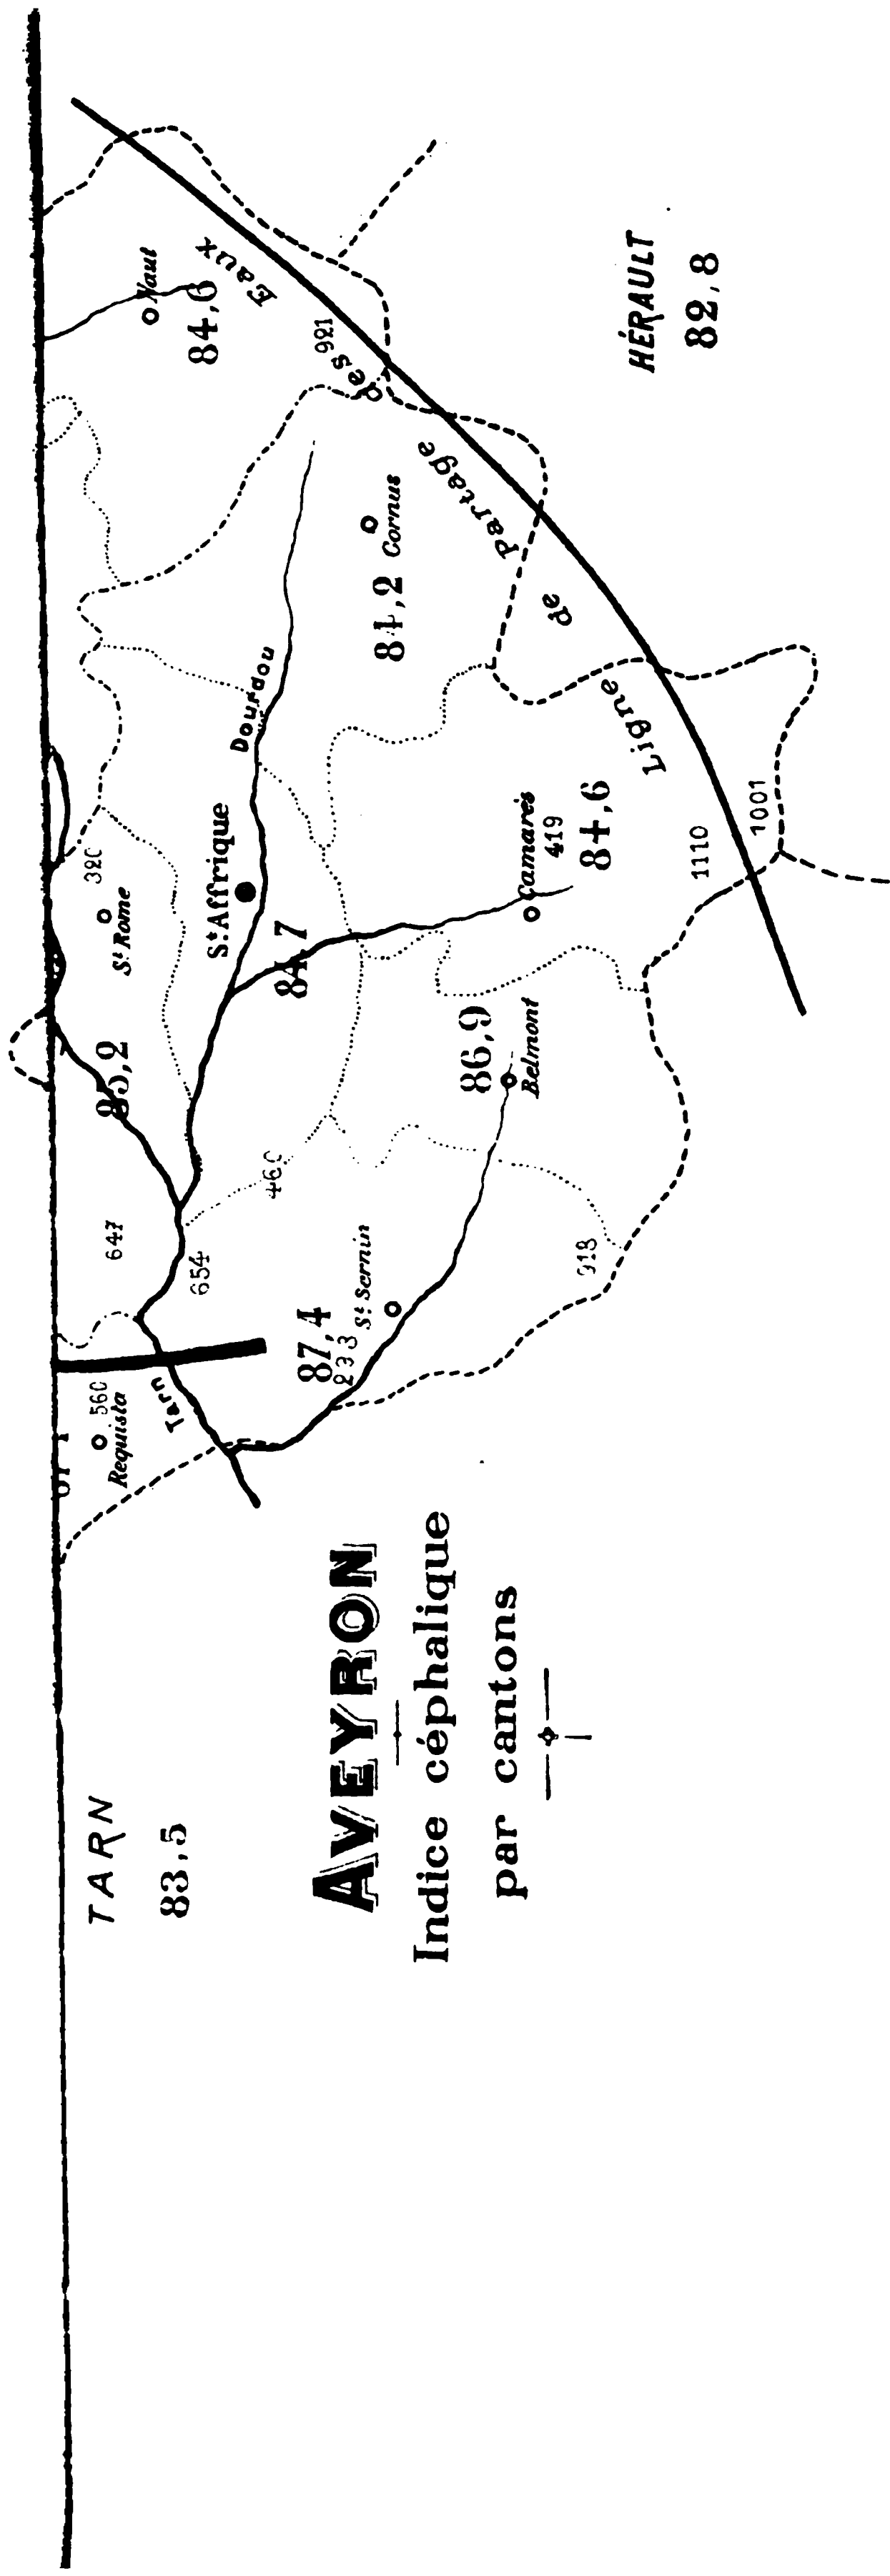 TARN
83,5
AVEYRON
Indice céphalique
par cantons
560
Requista
Tarn
647
654
87,4
293
St Sernin
460
918
85,2
St Rome
320
St Affrique
84,7
Dourdou
86,9
Belmont
Camarès
419
84,6
1110
1001
84,2
Cornus
921
84,6
Ligne de Partage des Eaux
HÉRAULT
82,8